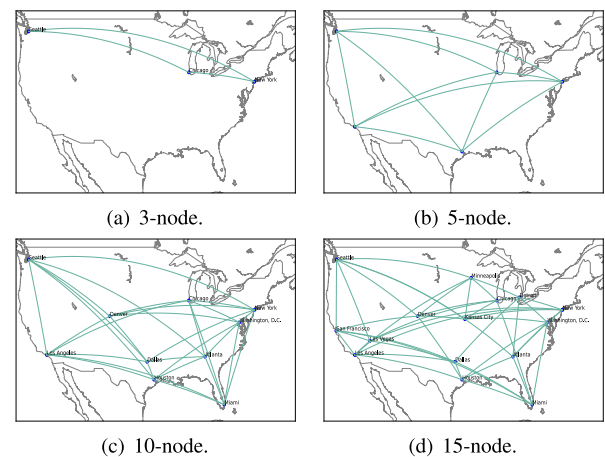 Seattle
Chicago
New York
(a) 3-node.
(b) 5-node.
Seattle
Chicago
Denver
New York
Washington, D.C.
Los Angeles
Dallas
Atlanta
Houston
Miami
(c) 10-node.
Seattle
Minneapolis
Chicago
Detroit
New York
Denver
Kansas City
Washington, D.C.
San Francisco
Las Vegas
Los Angeles
Dallas
Atlanta
Houston
Miami
(d) 15-node.